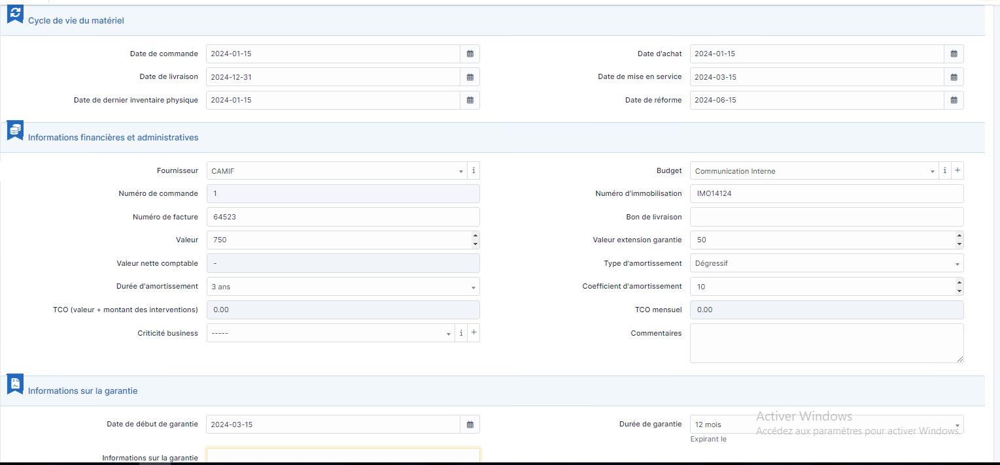 Cycle de vie du matériel
Date de commande 2024-01-15 Date d'achat 2024-01-15
Date de livraison 2024-12-31 Date de mise en service 2024-03-15
Date de dernier inventaire physique 2024-01-15 Date de réforme 2024-06-15
Informations financières et administratives
Fournisseur CAMIF i Budget Communication Interne i +
Numéro de commande 1 Numéro d'immobilisation IMO14124
Numéro de facture 64523 Bon de livraison
Valeur 750 Valeur extension garantie 50
Valeur nette comptable - Type d'amortissement Dégressif
Durée d'amortissement 3 ans Coefficient d'amortissement 10
TCO (valeur + montant des interventions) 0.00 TCO mensuel 0.00
Criticité business ----- i + Commentaires
Informations sur la garantie
Date de début de garantie 2024-03-15 Durée de garantie 12 mois
Expirant le
Informations sur la garantie
Activer Windows
Accédez aux paramètres pour activer Windows.